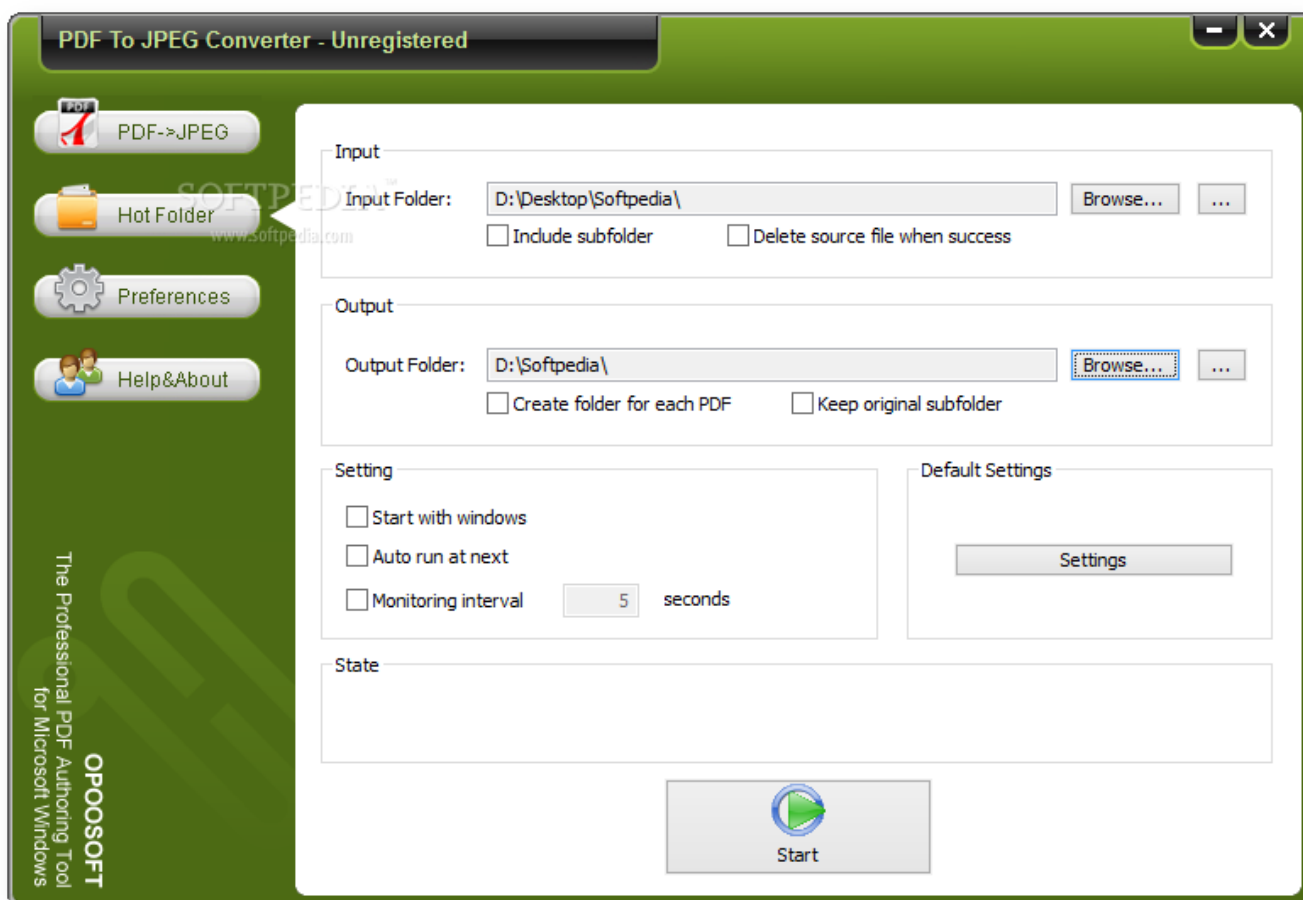 PDF To JPEG Converter - Unregistered
PDF
PDF->JPEG
Hot Folder
Preferences
Help&About
SOFTPEDIA™
www.softpedia.com
Input
Input Folder: D:\Desktop\Softpedia\ Browse... ...
Include subfolder Delete source file when success
Output
Output Folder: D:\Softpedia\ Browse... ...
Create folder for each PDF Keep original subfolder
Setting
Start with windows
Auto run at next
Monitoring interval 5 seconds
Default Settings
Settings
State
Start
OPOOSOFT
The Professional PDF Authoring Tool
for Microsoft Windows